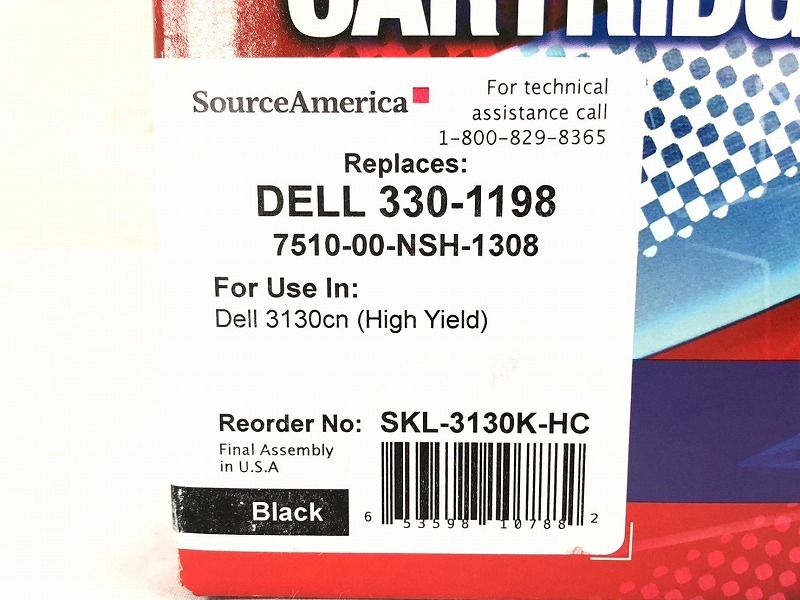 CARTRIDG
SourceAmerica
For technical
assistance call
1-800-829-8365
Replaces:
DELL 330-1198
7510-00-NSH-1308
For Use In:
Dell 3130cn (High Yield)
Reorder No: SKL-3130K-HC
Final Assembly
in U.S.A
Black
6 53598 10788 2